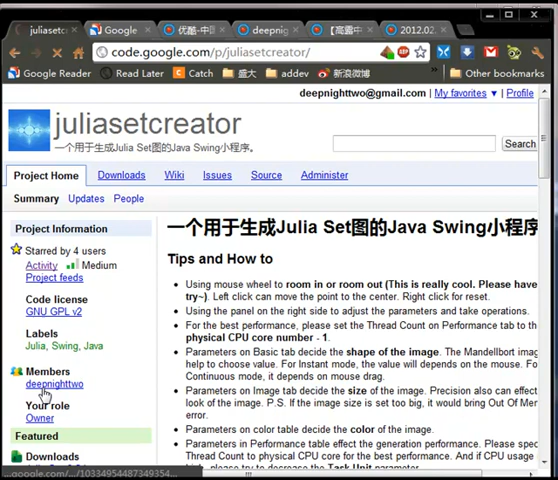 juliaset
Google
优酷-中国
deepnigh
【高露
2012.02.
code.google.com/p/juliasetcreator/
Google Reader Read Later Catch 盛大 addev 新浪微博 Other bookmarks
deepnighttwo@gmail.com | My favorites ▼ | Profile
juliasetcreator
一个用于生成Julia Set图的Java Swing小程序。
Search
Project Home Downloads Wiki Issues Source Administer
Summary Updates People
Project Information
Starred by 4 users
Activity Medium
Project feeds
Code license
GNU GPL v2
Labels
Julia, Swing, Java
Members
deepnighttwo
Your role
Owner
Featured
Downloads
一个用于生成Julia Set图的Java Swing小程序
Tips and How to
Using mouse wheel to room in or room out (This is really cool. Please have
try~). Left click can move the point to the center. Right click for reset.
Using the panel on the right side to adjust the parameters and take operations.
For the best performance, please set the Thread Count on Performance tab to the
physical CPU core number - 1.
Parameters on Basic tab decide the shape of the image. The Mandellbort imag
help to choose value. For Instant mode, the value will depends on the mouse. F
Continuous mode, it depends on mouse drag.
Parameters on Image tab decide the size of the image. Precision also can effect
look of the image. P.S. If the image size is set too big, it would bring Out Of Mem
error.
Parameters on color table decide the color of the image.
Parameters in Performance table effect the generation performance. Please spec
Thread Count to physical CPU core for the best performance. And if CPU usage
high, please try to decrease the Task Unit parameter.